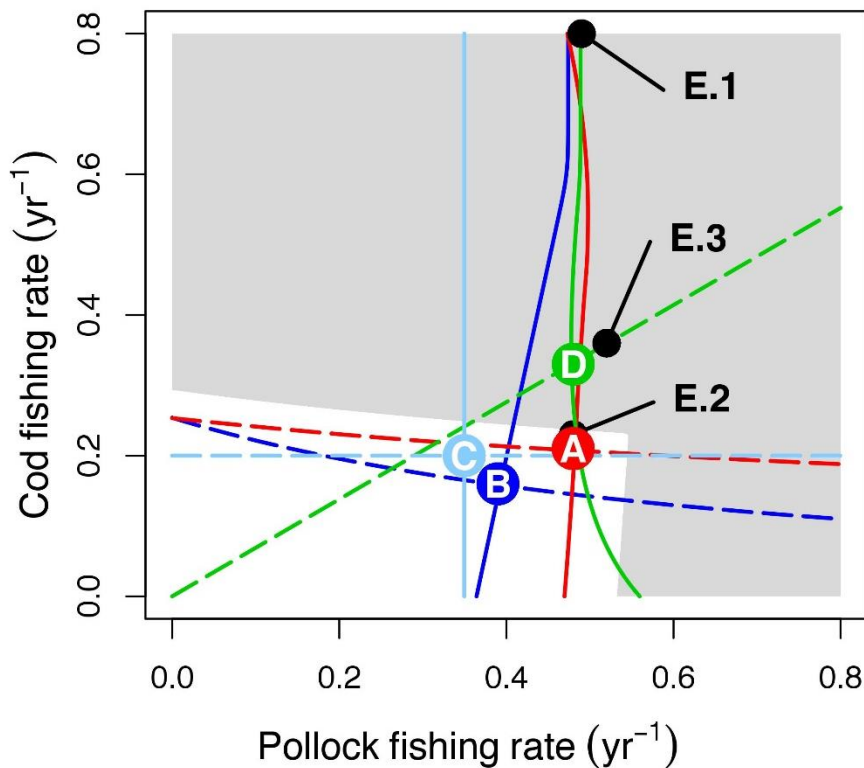 0.8
0.6
0.4
0.2
0.0
Cod fishing rate (yr⁻¹)
E.1
E.3
D
E.2
A
C
B
0.0 0.2 0.4 0.6 0.8
Pollock fishing rate (yr⁻¹)